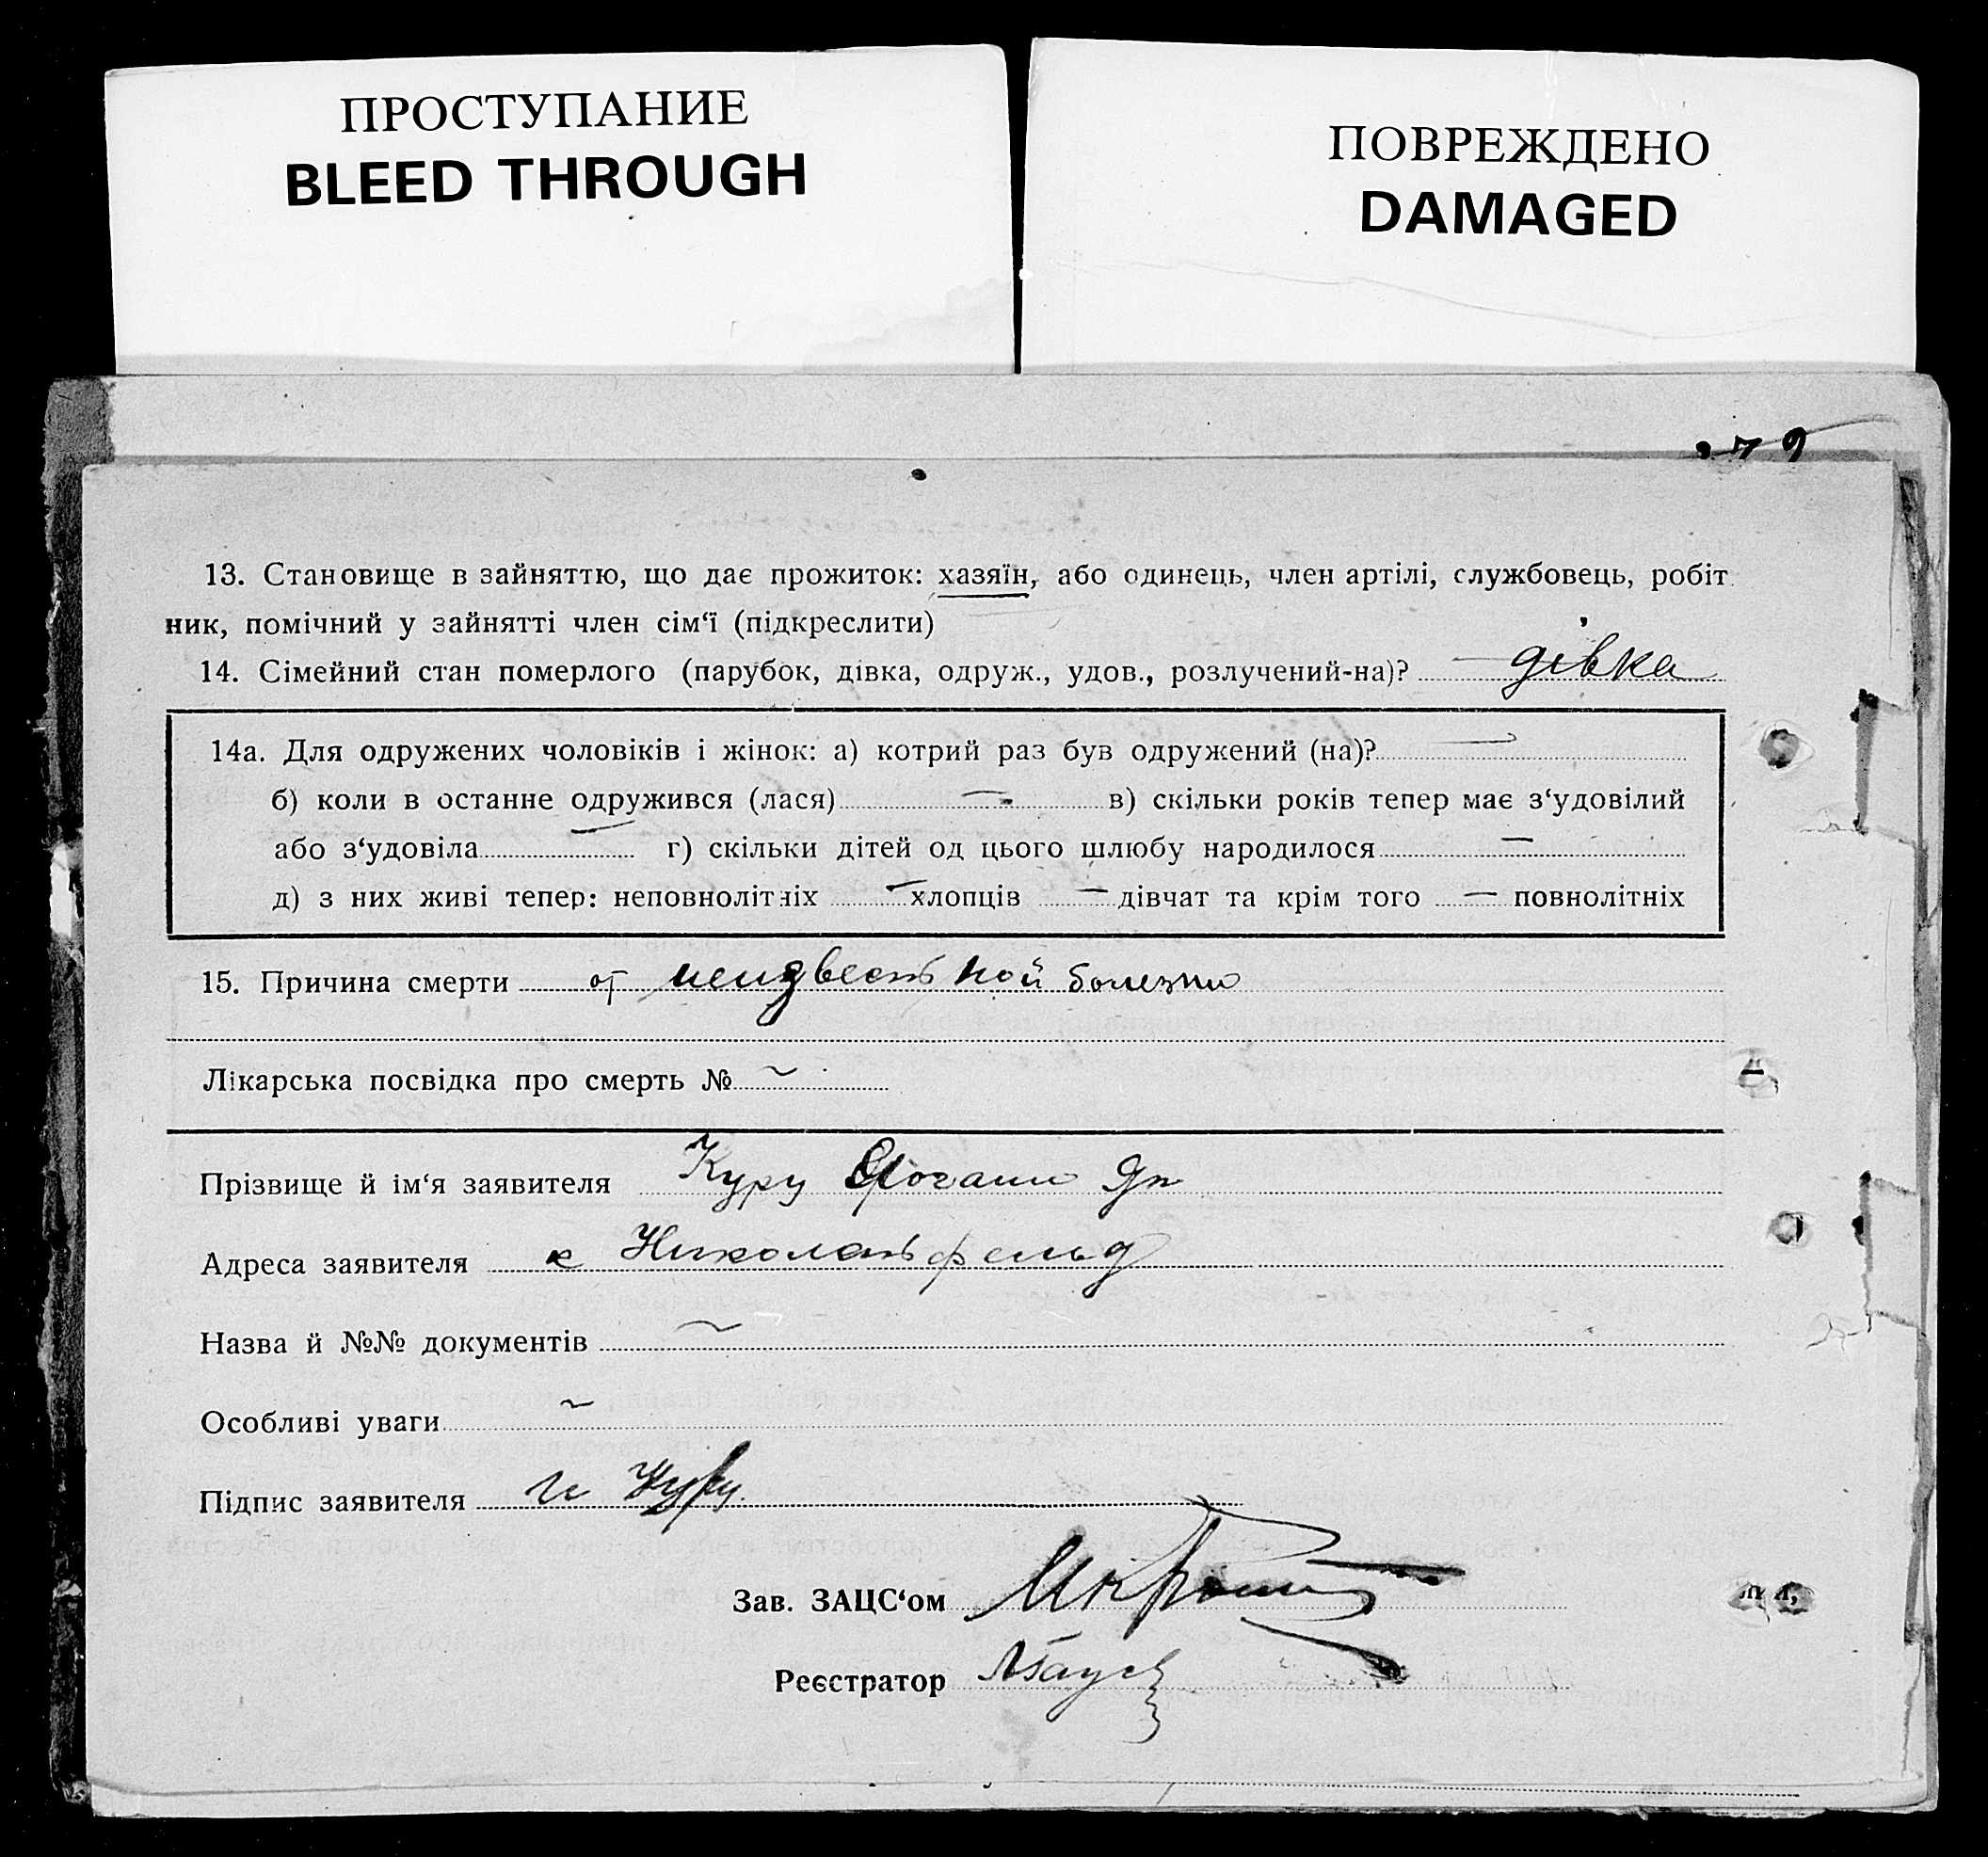 ПРОСТУПАНИЕ
BLEED THROUGH
ПОВРЕЖДЕНО
DAMAGED
13. Становище в зайняттю, що дає прожиток: хазяїн, або одинець, член артілі, службовець, робіт
ник, помічний у зайнятті член сім‘ї (підкреслити)
14. Сімейний стан померлого (парубок, дівка, одруж., удов., розлучений-на)? дівка
14а. Для одружених чоловіків і жінок: а) котрий раз був одружений (на)? —
б) коли в останне одружився (лася) — в) скільки років тепер має з‘удовілий
або з‘удовіла — г) скільки дітей од цього шлюбу народилося —
д) з них живі тепер: неповнолітніх — хлопців — дівчат та крім того — повнолітніх
15. Причина смерти от неизвестной болезни
Лікарська посвідка про смерть № ~
Прізвище й ім‘я заявителя Куру
Адреса заявителя к Николайфельд
Назва й №№ документів ~
Особливі уваги ~
Підпис заявителя Куру
Зав. ЗАЦС‘ом
Реєстратор